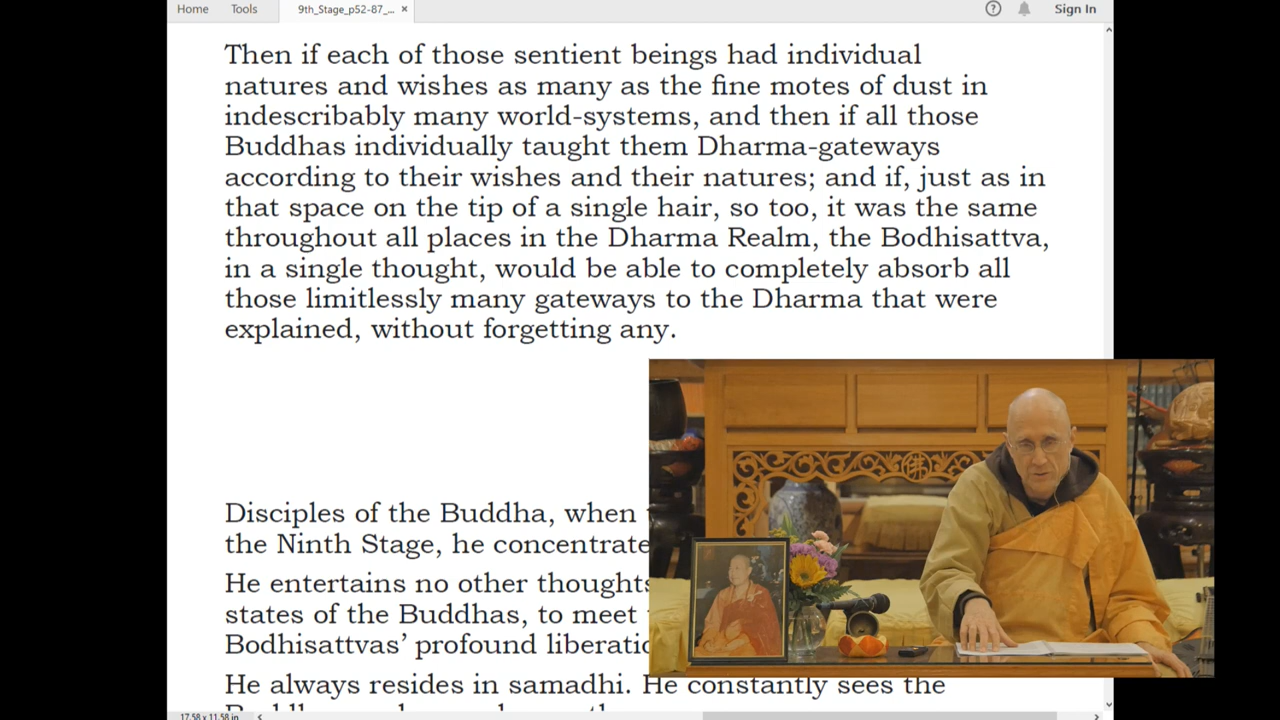 Home Tools 9th_Stage_p52-87_... × ? Sign In
Then if each of those sentient beings had individual
natures and wishes as many as the fine motes of dust in
indescribably many world-systems, and then if all those
Buddhas individually taught them Dharma-gateways
according to their wishes and their natures; and if, just as in
that space on the tip of a single hair, so too, it was the same
throughout all places in the Dharma Realm, the Bodhisattva,
in a single thought, would be able to completely absorb all
those limitlessly many gateways to the Dharma that were
explained, without forgetting any.
Disciples of the Buddha, when
the Ninth Stage, he concentrate
He entertains no other thoughts
states of the Buddhas, to meet
Bodhisattvas’ profound liberatio
He always resides in samadhi. He constantly sees the
17.58 x 11.58 in